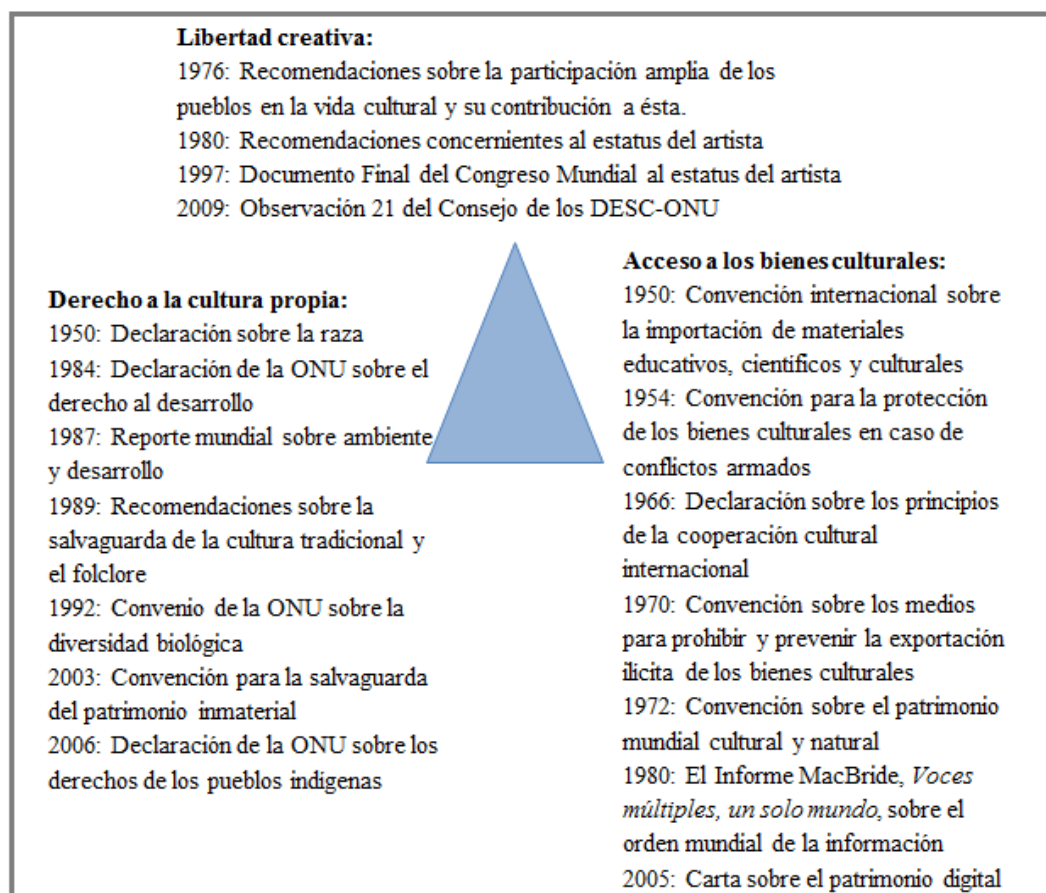 Libertad creativa:
1976: Recomendaciones sobre la participación amplia de los
pueblos en la vida cultural y su contribución a ésta.
1980: Recomendaciones concernientes al estatus del artista
1997: Documento Final del Congreso Mundial al estatus del artista
2009: Observación 21 del Consejo de los DESC-ONU
Derecho a la cultura propia:
1950: Declaración sobre la raza
1984: Declaración de la ONU sobre el
derecho al desarrollo
1987: Reporte mundial sobre ambiente
y desarrollo
1989: Recomendaciones sobre la
salvaguarda de la cultura tradicional y
el folclore
1992: Convenio de la ONU sobre la
diversidad biológica
2003: Convención para la salvaguarda
del patrimonio inmaterial
2006: Declaración de la ONU sobre los
derechos de los pueblos indígenas
Acceso a los bienes culturales:
1950: Convención internacional sobre
la importación de materiales
educativos, científicos y culturales
1954: Convención para la protección
de los bienes culturales en caso de
conflictos armados
1966: Declaración sobre los principios
de la cooperación cultural
internacional
1970: Convención sobre los medios
para prohibir y prevenir la exportación
ilícita de los bienes culturales
1972: Convención sobre el patrimonio
mundial cultural y natural
1980: El Informe MacBride, Voces
múltiples, un solo mundo, sobre el
orden mundial de la información
2005: Carta sobre el patrimonio digital